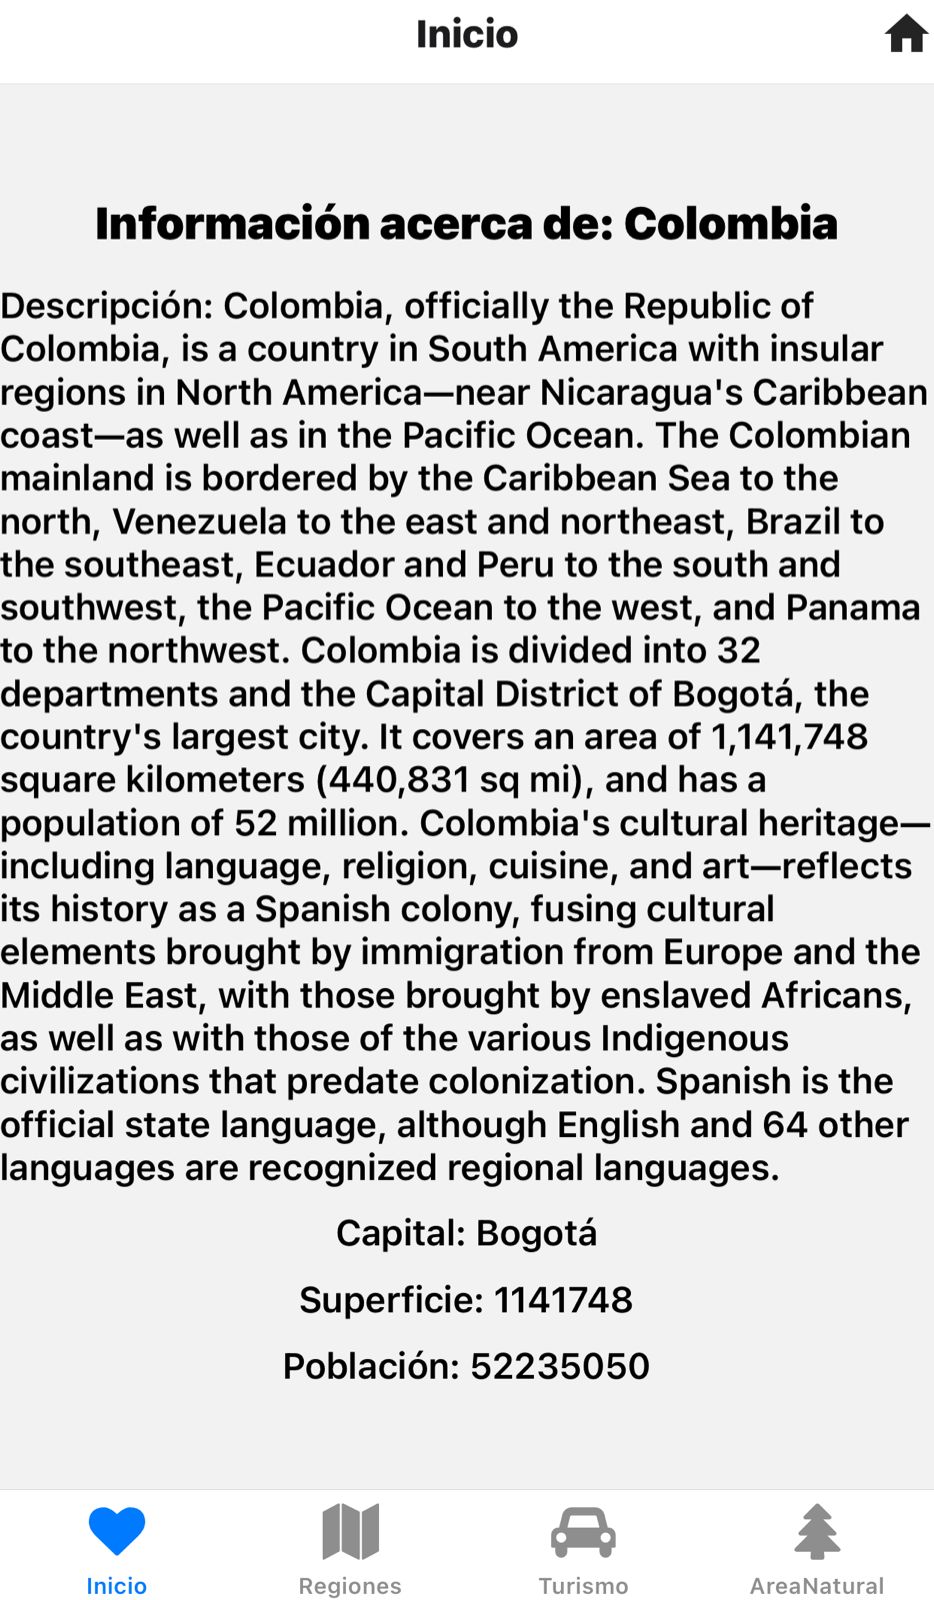 Inicio
Información acerca de: Colombia
Descripción: Colombia, officially the Republic of
Colombia, is a country in South America with insular
regions in North America—near Nicaragua's Caribbean
coast—as well as in the Pacific Ocean. The Colombian
mainland is bordered by the Caribbean Sea to the
north, Venezuela to the east and northeast, Brazil to
the southeast, Ecuador and Peru to the south and
southwest, the Pacific Ocean to the west, and Panama
to the northwest. Colombia is divided into 32
departments and the Capital District of Bogotá, the
country's largest city. It covers an area of 1,141,748
square kilometers (440,831 sq mi), and has a
population of 52 million. Colombia's cultural heritage—
including language, religion, cuisine, and art—reflects
its history as a Spanish colony, fusing cultural
elements brought by immigration from Europe and the
Middle East, with those brought by enslaved Africans,
as well as with those of the various Indigenous
civilizations that predate colonization. Spanish is the
official state language, although English and 64 other
languages are recognized regional languages.
Capital: Bogotá
Superficie: 1141748
Población: 52235050
Inicio
Regiones
Turismo
AreaNatural